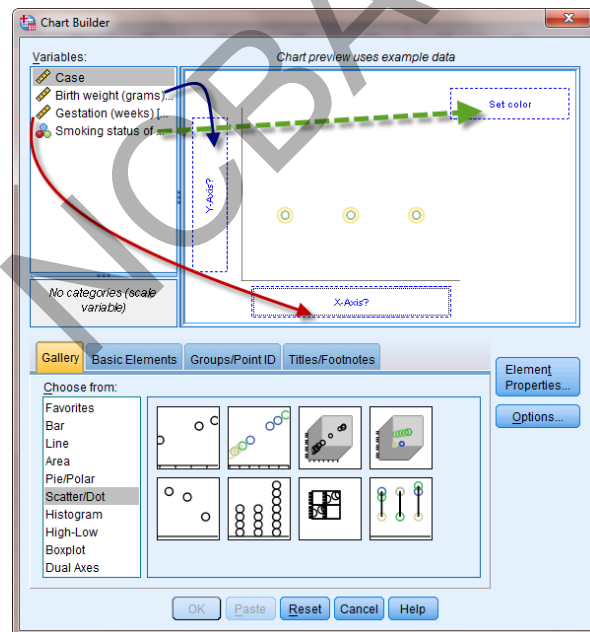 Chart Builder
Variables:
Chart preview uses example data
Case
Birth weight (grams)...
Gestation (weeks) [...
Smoking status of ...
Set color
Y-Axis?
X-Axis?
No categories (scale
variable)
Gallery
Basic Elements
Groups/Point ID
Titles/Footnotes
Element
Properties...
Options...
Choose from:
Favorites
Bar
Line
Area
Pie/Polar
Scatter/Dot
Histogram
High-Low
Boxplot
Dual Axes
OK
Paste
Reset
Cancel
Help
NCBA